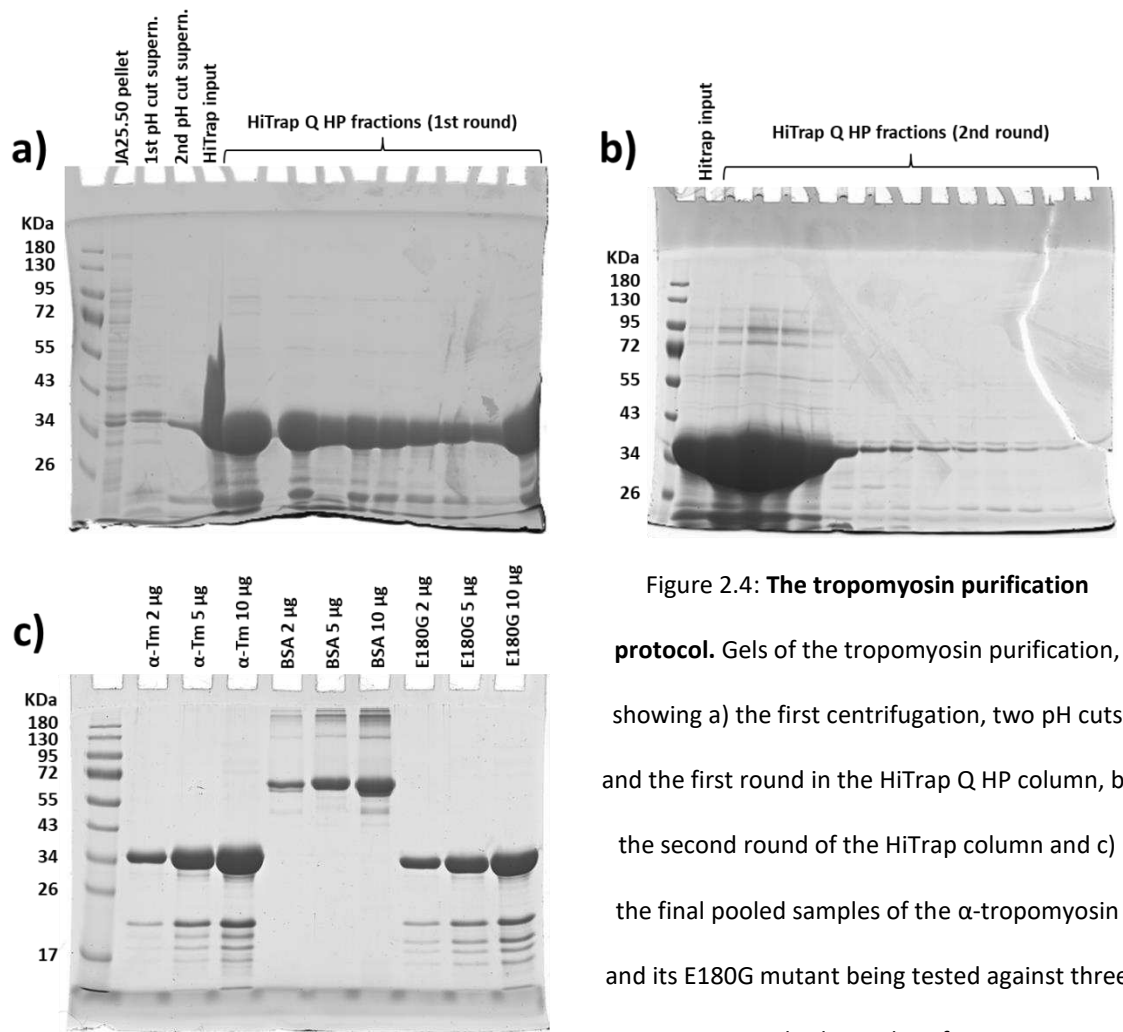 a)
JA25.50 pellet
1st pH cut supern.
2nd pH cut supern.
HiTrap input
HiTrap Q HP fractions (1st round)
KDa
180
130
95
72
55
43
34
26
b)
Hitrap input
HiTrap Q HP fractions (2nd round)
KDa
180
130
95
72
55
43
34
26
c)
α-Tm 2 µg
α-Tm 5 µg
α-Tm 10 µg
BSA 2 µg
BSA 5 µg
BSA 10 µg
E180G 2 µg
E180G 5 µg
E180G 10 µg
KDa
180
130
95
72
55
43
34
26
17
Figure 2.4: The tropomyosin purification
protocol. Gels of the tropomyosin purification,
showing a) the first centrifugation, two pH cuts
and the first round in the HiTrap Q HP column, b
the second round of the HiTrap column and c)
the final pooled samples of the α-tropomyosin
and its E180G mutant being tested against three